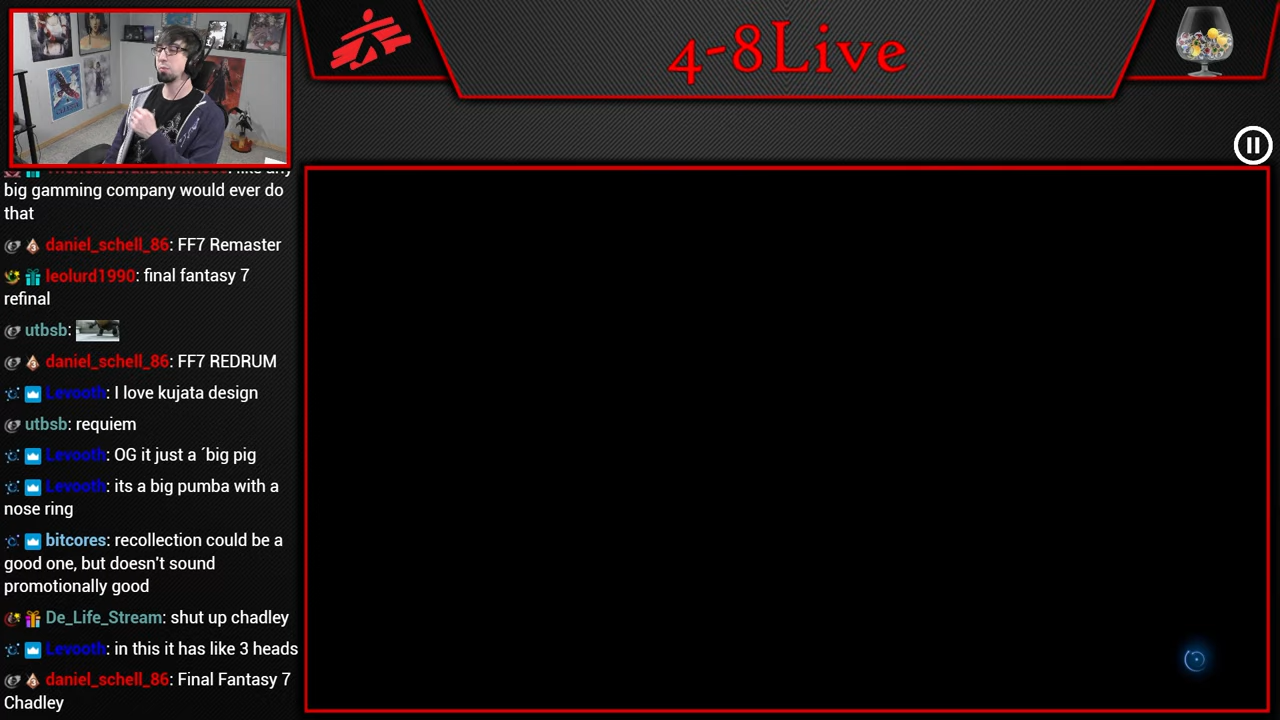 4-8Live
big gamming company would ever do
that
daniel_schell_86: FF7 Remaster
leolurd1990: final fantasy 7
refinal
utbsb:
daniel_schell_86: FF7 REDRUM
Levooth: I love kujata design
utbsb: requiem
Levooth: OG it just a ´big pig
Levooth: its a big pumba with a
nose ring
bitcores: recollection could be a
good one, but doesn't sound
promotionally good
De_Life_Stream: shut up chadley
Levooth: in this it has like 3 heads
daniel_schell_86: Final Fantasy 7
Chadley